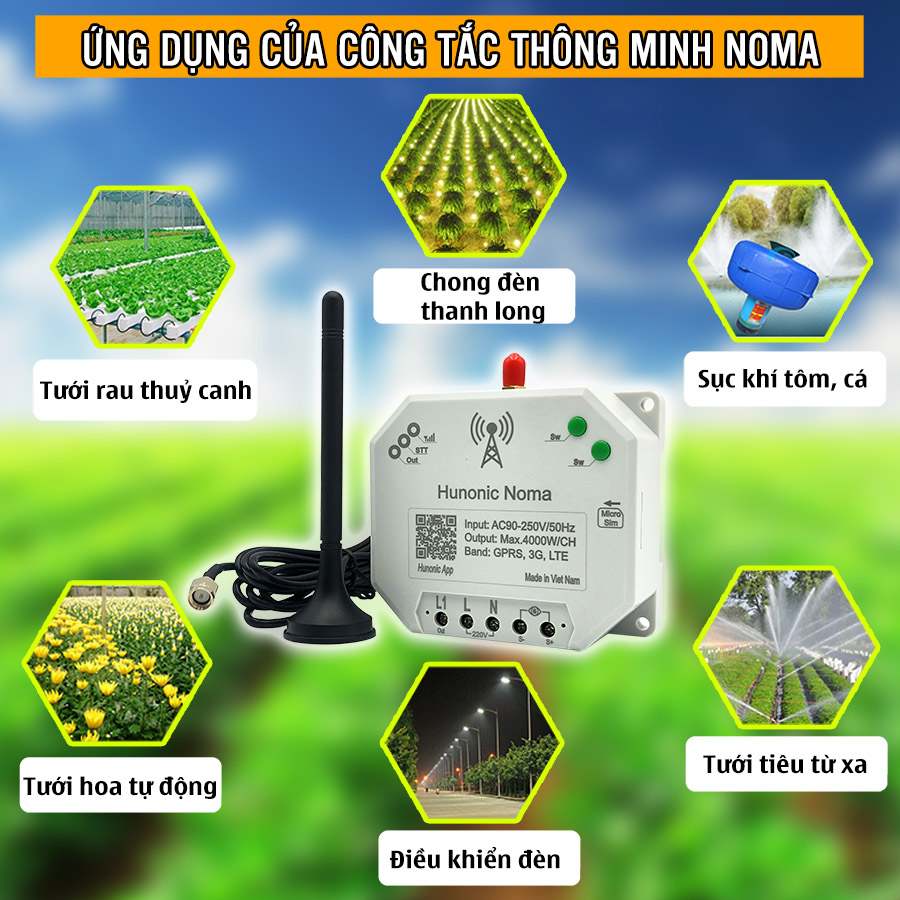 ỨNG DỤNG CỦA CÔNG TẮC THÔNG MINH NOMA
Chong đèn
thanh long
Tưới rau thuỷ canh
Sục khí tôm, cá
STT
Out
Sw
Sw
Hunonic Noma
Micro
Sim
Input: AC90-250V/50Hz
Output: Max.4000W/CH
Band: GPRS, 3G, LTE
Hunonic App
Made in Viet Nam
L1 L N
Od 220V S- S+
Tưới hoa tự động
Tưới tiêu từ xa
Điều khiển đèn